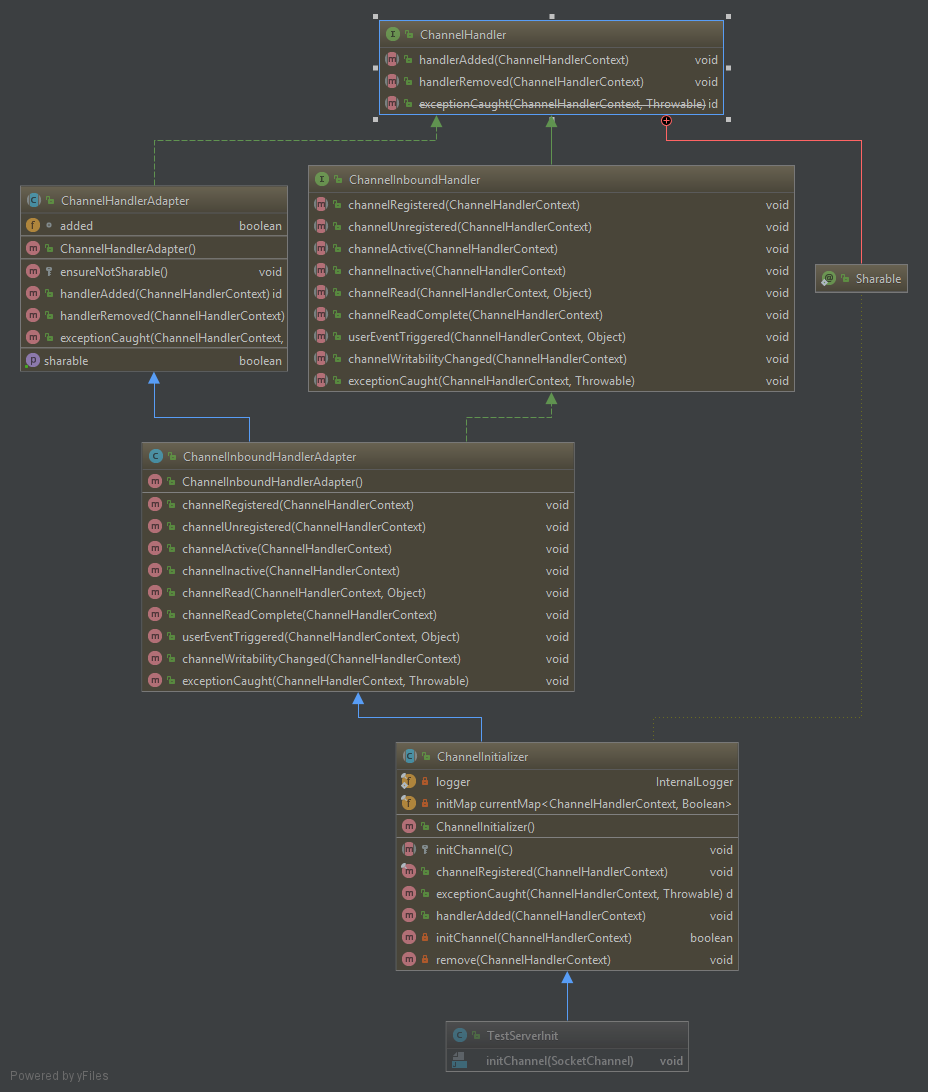 ChannelHandler
handlerAdded(ChannelHandlerContext) void
handlerRemoved(ChannelHandlerContext) void
exceptionCaught(ChannelHandlerContext, Throwable) id
ChannelHandlerAdapter
added boolean
ChannelHandlerAdapter()
ensureNotSharable() void
handlerAdded(ChannelHandlerContext) id
handlerRemoved(ChannelHandlerContext)
exceptionCaught(ChannelHandlerContext,
sharable boolean
ChannelInboundHandler
channelRegistered(ChannelHandlerContext) void
channelUnregistered(ChannelHandlerContext) void
channelActive(ChannelHandlerContext) void
channelInactive(ChannelHandlerContext) void
channelRead(ChannelHandlerContext, Object) void
channelReadComplete(ChannelHandlerContext) void
userEventTriggered(ChannelHandlerContext, Object) void
channelWritabilityChanged(ChannelHandlerContext) void
exceptionCaught(ChannelHandlerContext, Throwable) void
Sharable
ChannelInboundHandlerAdapter
ChannelInboundHandlerAdapter()
channelRegistered(ChannelHandlerContext) void
channelUnregistered(ChannelHandlerContext) void
channelActive(ChannelHandlerContext) void
channelInactive(ChannelHandlerContext) void
channelRead(ChannelHandlerContext, Object) void
channelReadComplete(ChannelHandlerContext) void
userEventTriggered(ChannelHandlerContext, Object) void
channelWritabilityChanged(ChannelHandlerContext) void
exceptionCaught(ChannelHandlerContext, Throwable) void
ChannelInitializer
logger InternalLogger
initMap currentMap<ChannelHandlerContext, Boolean>
ChannelInitializer()
initChannel(C) void
channelRegistered(ChannelHandlerContext) void
exceptionCaught(ChannelHandlerContext, Throwable) d
handlerAdded(ChannelHandlerContext) void
initChannel(ChannelHandlerContext) boolean
remove(ChannelHandlerContext) void
TestServerInit
initChannel(SocketChannel) void
Powered by yFiles